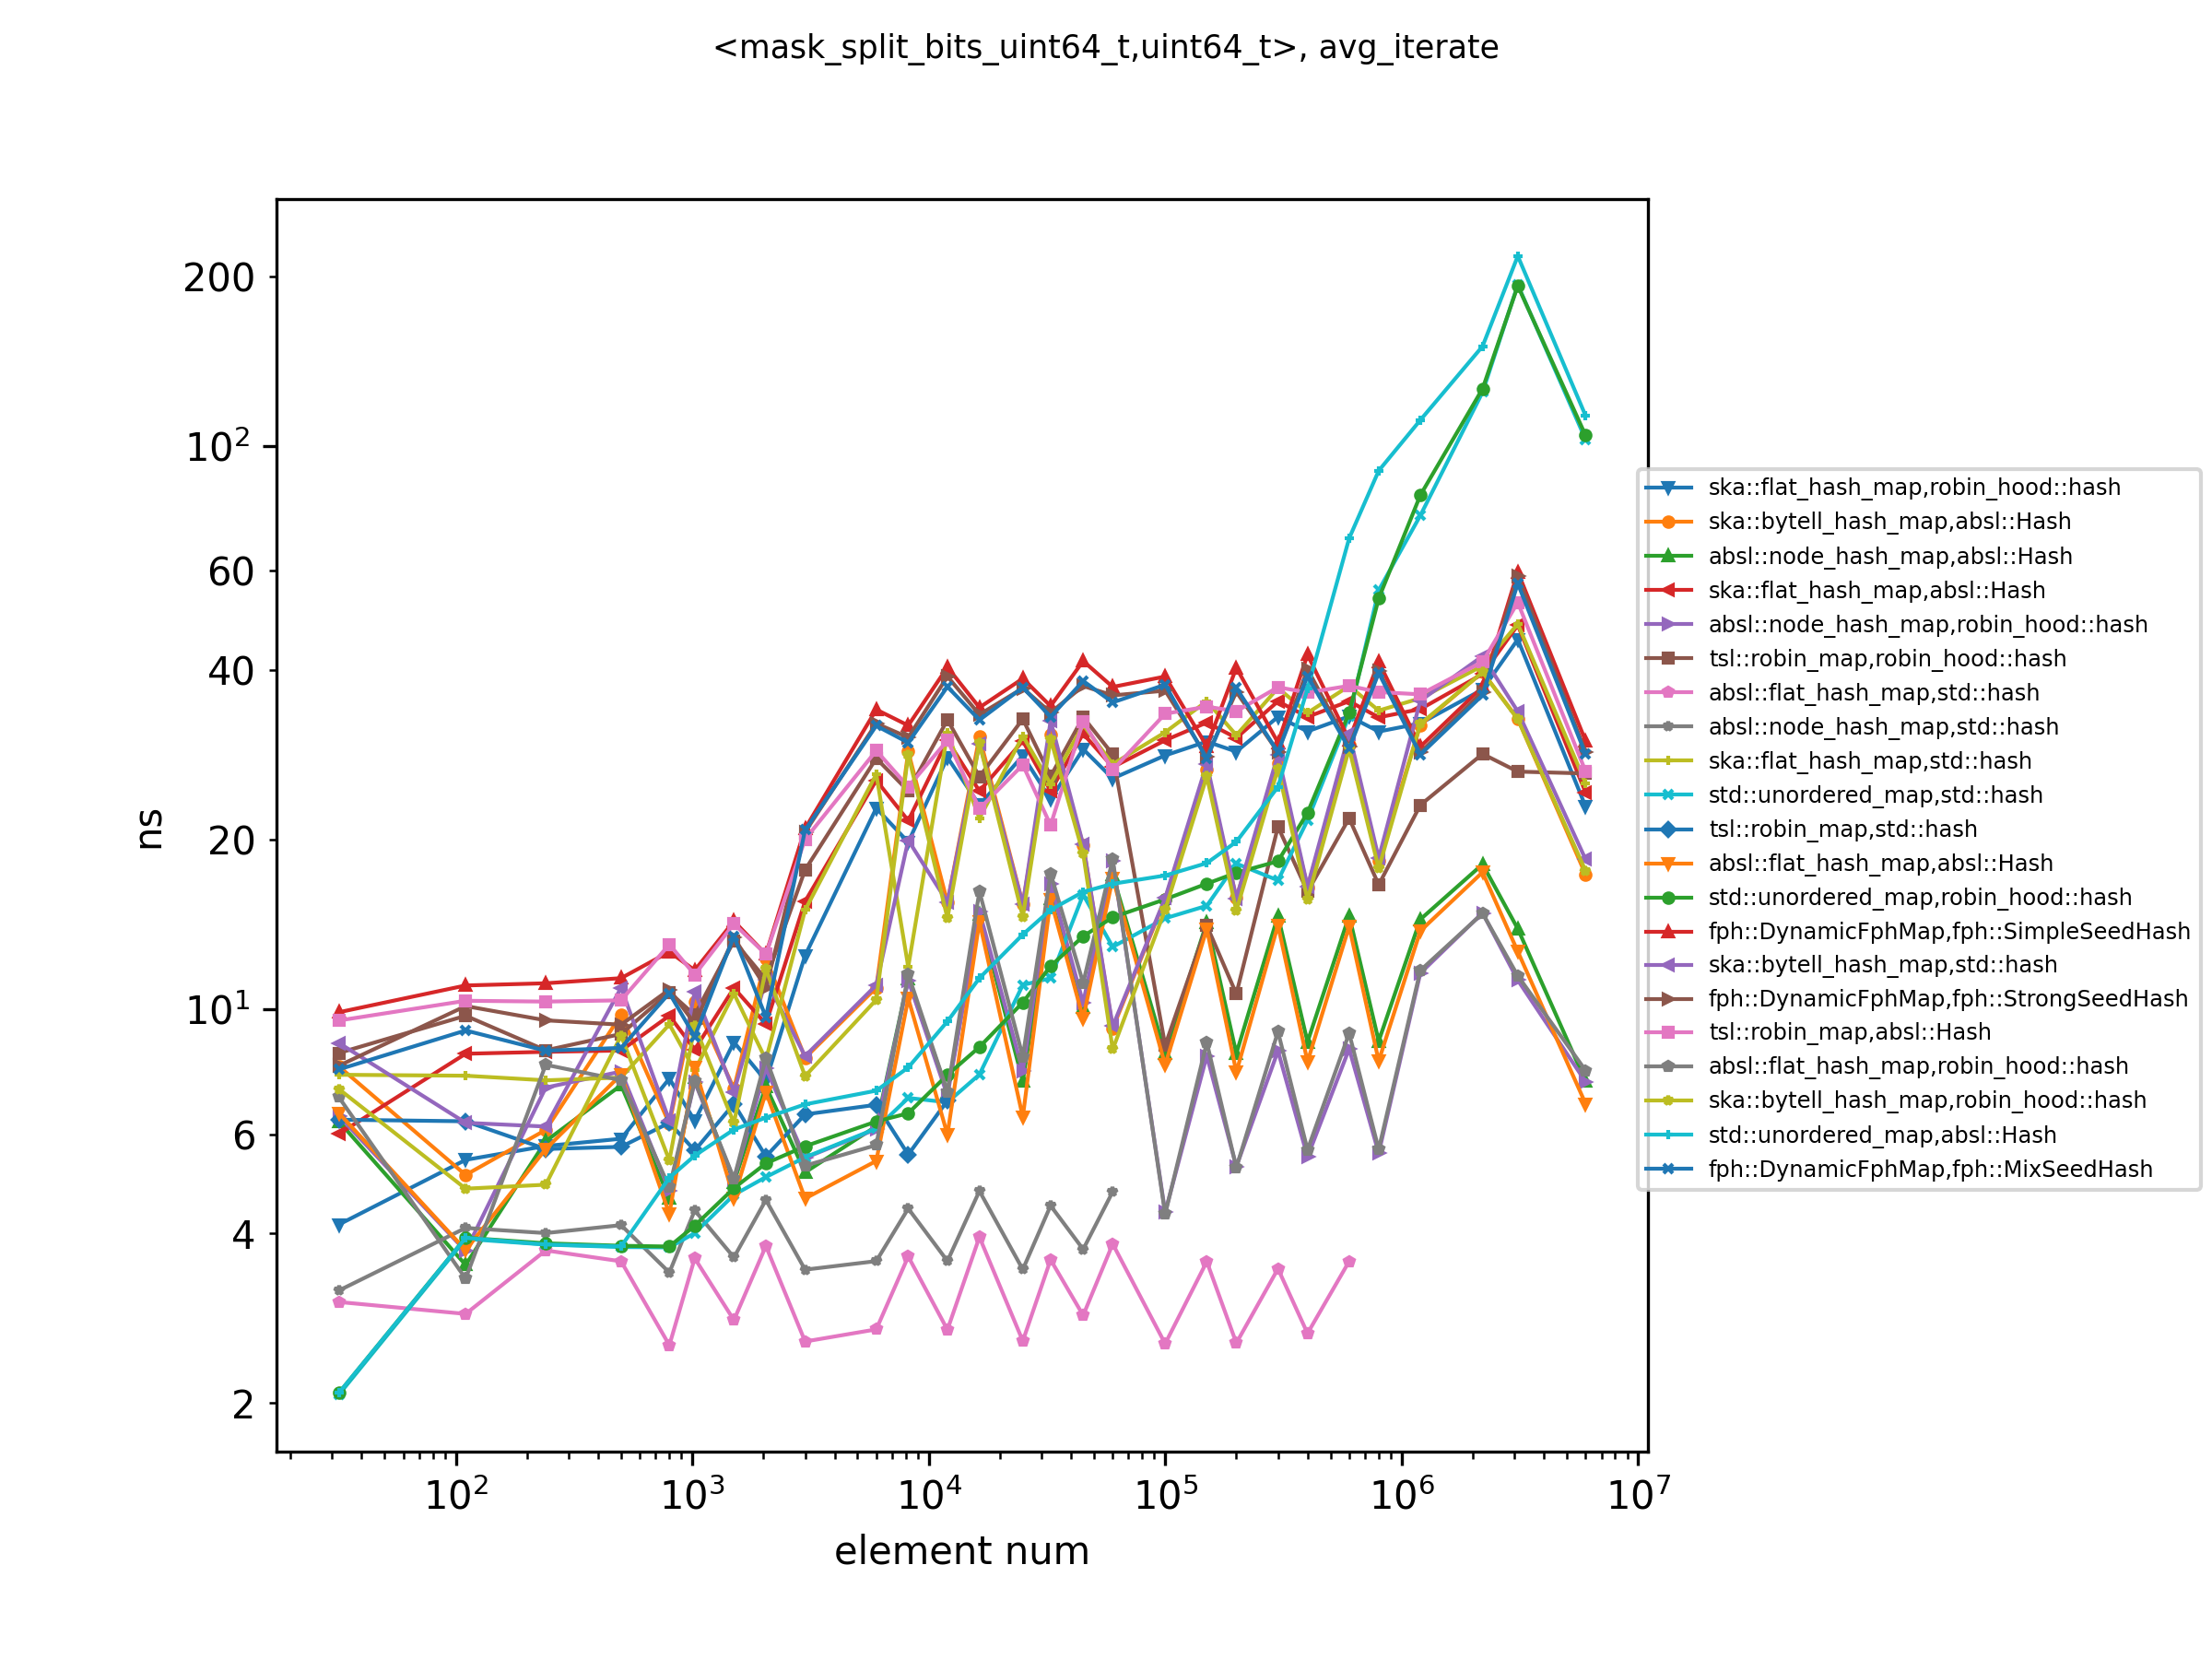 <mask_split_bits_uint64_t,uint64_t>, avg_iterate
200
10²
60
40
20
10¹
6
4
2
ns
10² 10³ 10⁴ 10⁵ 10⁶ 10⁷
element num
ska::flat_hash_map,robin_hood::hash
ska::bytell_hash_map,absl::Hash
absl::node_hash_map,absl::Hash
ska::flat_hash_map,absl::Hash
absl::node_hash_map,robin_hood::hash
tsl::robin_map,robin_hood::hash
absl::flat_hash_map,std::hash
absl::node_hash_map,std::hash
ska::flat_hash_map,std::hash
std::unordered_map,std::hash
tsl::robin_map,std::hash
absl::flat_hash_map,absl::Hash
std::unordered_map,robin_hood::hash
fph::DynamicFphMap,fph::SimpleSeedHash
ska::bytell_hash_map,std::hash
fph::DynamicFphMap,fph::StrongSeedHash
tsl::robin_map,absl::Hash
absl::flat_hash_map,robin_hood::hash
ska::bytell_hash_map,robin_hood::hash
std::unordered_map,absl::Hash
fph::DynamicFphMap,fph::MixSeedHash